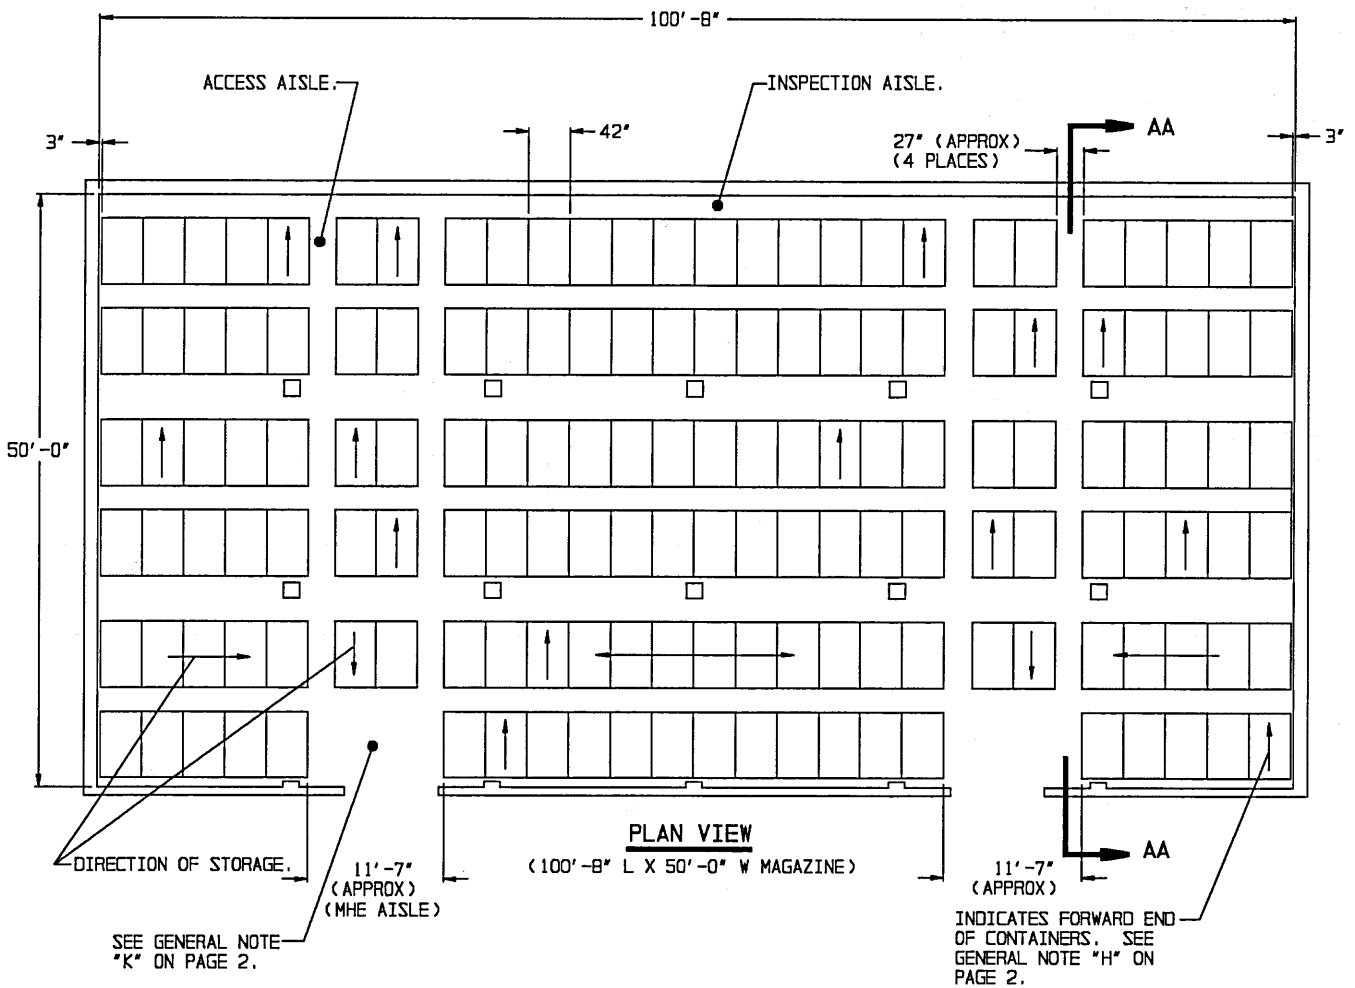 100'-8"
ACCESS AISLE.
INSPECTION AISLE.
3"
42"
27" (APPROX)
(4 PLACES)
AA
3"
50'-0"
PLAN VIEW
(100'-8" L X 50'-0" W MAGAZINE)
DIRECTION OF STORAGE.
11'-7"
(APPROX)
(MHE AISLE)
11'-7"
(APPROX)
AA
SEE GENERAL NOTE
"K" ON PAGE 2.
INDICATES FORWARD END
OF CONTAINERS. SEE
GENERAL NOTE "H" ON
PAGE 2.